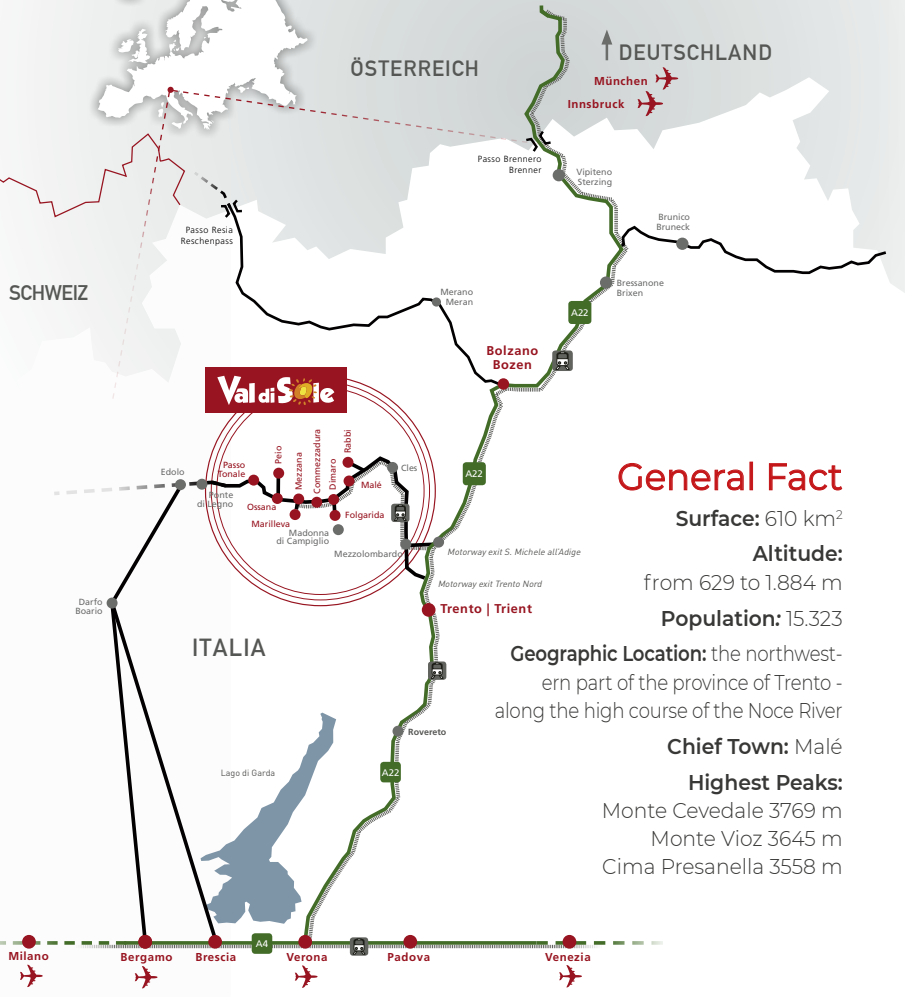 ÖSTERREICH
DEUTSCHLAND
München
Innsbruck
Passo Brennero
Brenner
Vipiteno
Sterzing
Passo Resia
Reschenpass
Brunico
Bruneck
SCHWEIZ
Merano
Meran
Bressanone
Brixen
A22
Bolzano
Bozen
Val di Sole
Edolo
Ponte
di Legno
Passo
Tonale
Peio
Ossana
Mezzana
Marilleva
Commezzadura
Dimaro
Folgarida
Rabbi
Malé
Cles
Madonna
di Campiglio
Mezzolombardo
A22
Motorway exit S. Michele all'Adige
Motorway exit Trento Nord
Trento | Trient
Darfo
Boario
ITALIA
Rovereto
Lago di Garda
A22
A4
Milano
Bergamo
Brescia
Verona
Padova
Venezia
General Fact
Surface: 610 km²
Altitude:
from 629 to 1.884 m
Population: 15.323
Geographic Location: the northwest-
ern part of the province of Trento -
along the high course of the Noce River
Chief Town: Malé
Highest Peaks:
Monte Cevedale 3769 m
Monte Vioz 3645 m
Cima Presanella 3558 m